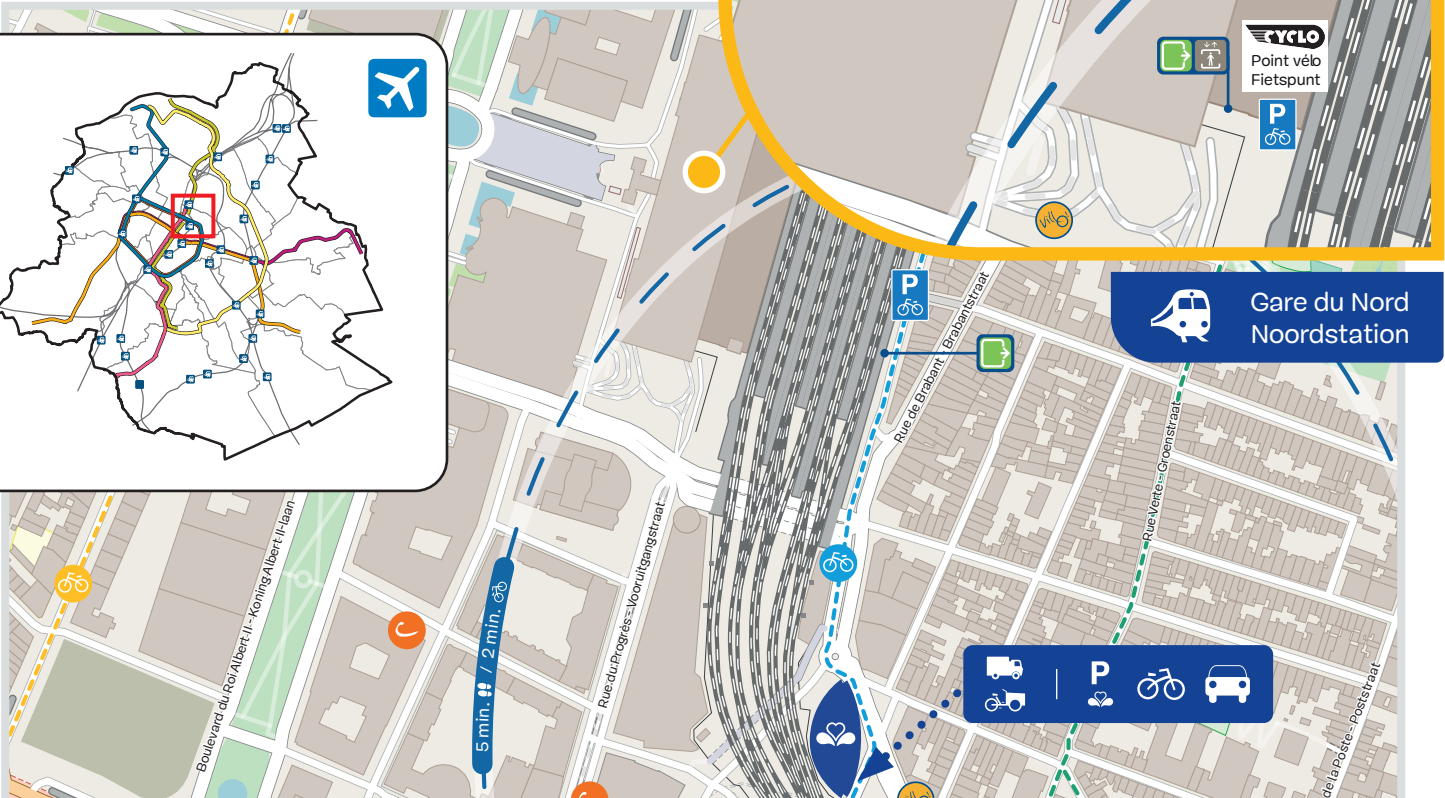 CYCLO
Point vélo
Fietspunt
P
Villo!
Gare du Nord
Noordstation
P
Rue de Brabant - Brabantstraat
Rue Verte - Groenstraat
Boulevard du Roi Albert II - Koning Albert II-laan
Rue du Progrès - Vooruitgangstraat
5 min. / 2 min.
C
P
de la Poste - Poststraat